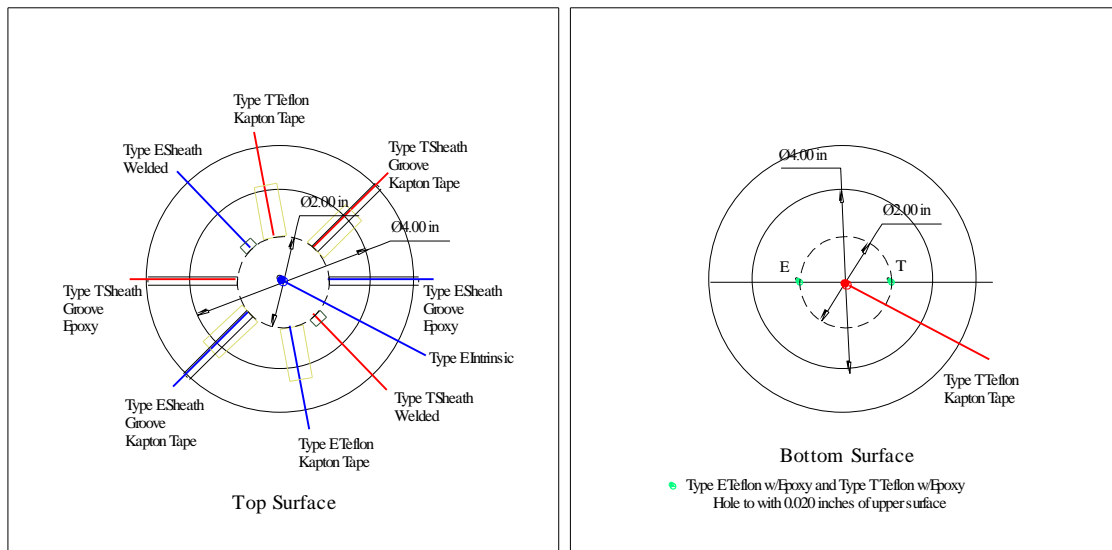 Type T Teflon
Kapton Tape
Type E Sheath
Welded
Type T Sheath
Groove
Kapton Tape
Ø2.00 in
Ø4.00 in
Type T Sheath
Groove
Epoxy
Type E Sheath
Groove
Epoxy
Type E Intrinsic
Type E Sheath
Groove
Kapton Tape
Type T Sheath
Welded
Type E Teflon
Kapton Tape
Top Surface
Ø4.00 in
Ø2.00 in
E
T
Type T Teflon
Kapton Tape
Bottom Surface
Type E Teflon w/Epoxy and Type T Teflon w/Epoxy
Hole to with 0.020 inches of upper surface